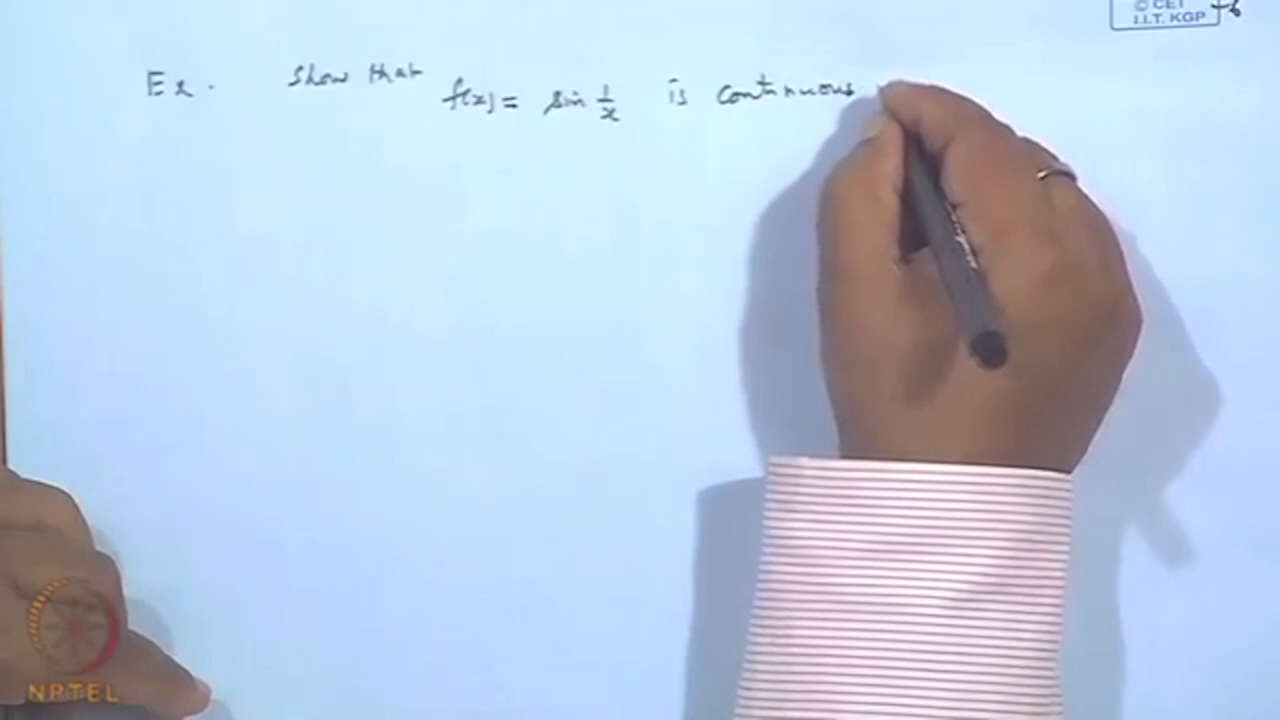 © CET
I.I.T. KGP
Ex. Show that f(x) = sin 1/x is continuous
NPTEL